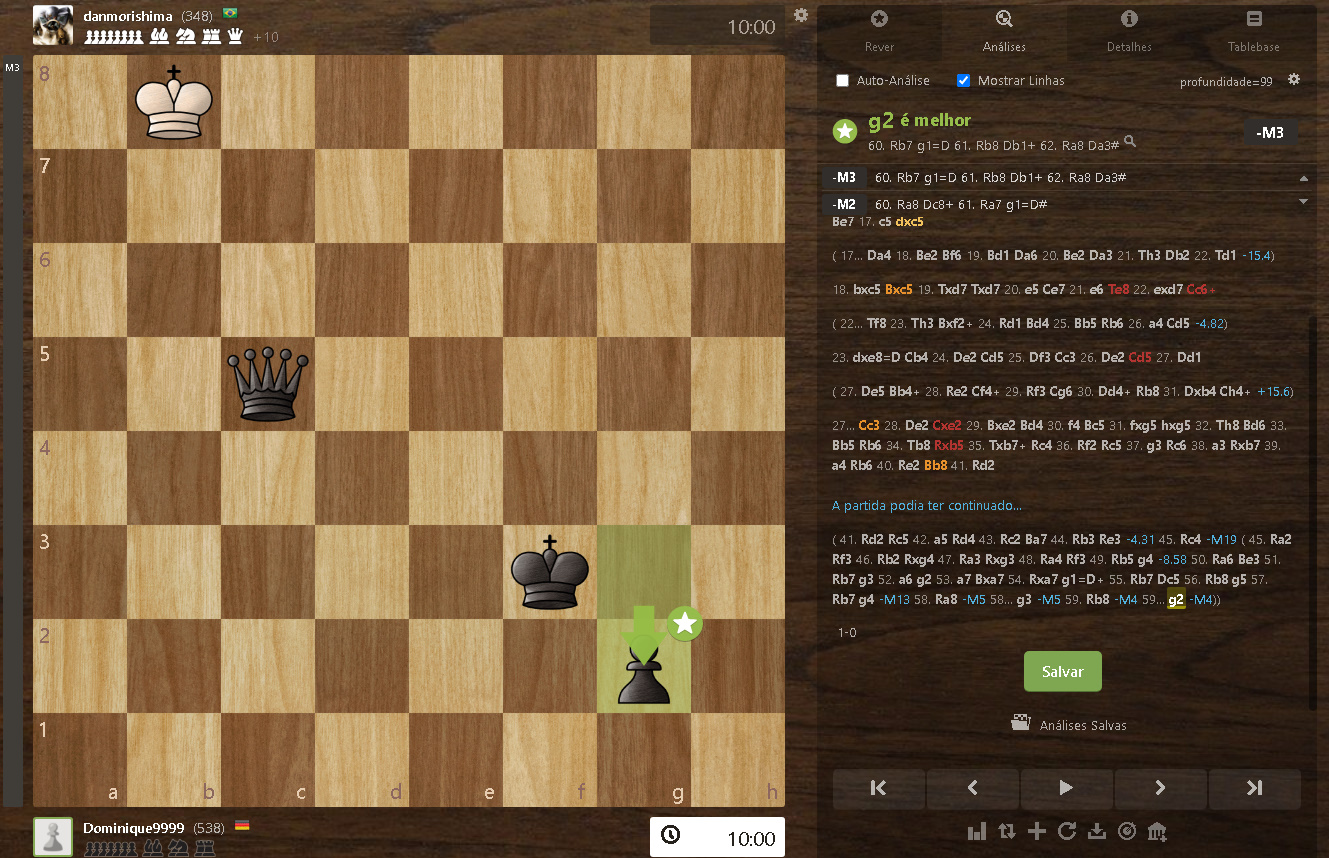 danmorishima (348)
+10
10:00
M3
8
7
6
5
4
3
2
1
a b c d e f g h
Dominique9999 (538)
10:00
Rever
Análises
Detalhes
Tablebase
Auto-Análise
Mostrar Linhas
profundidade=99
g2 é melhor
-M3
60. Rb7 g1=D 61. Rb8 Db1+ 62. Ra8 Da3#
-M3 60. Rb7 g1=D 61. Rb8 Db1+ 62. Ra8 Da3#
-M2 60. Ra8 Dc8+ 61. Ra7 g1=D#
Be7 17. c5 dxc5
( 17... Da4 18. Be2 Bf6 19. Bd1 Da6 20. Be2 Da3 21. Th3 Db2 22. Td1 -15.4)
18. bxc5 Bxc5 19. Txd7 Txd7 20. e5 Ce7 21. e6 Te8 22. exd7 Cc6+
( 22... Tf8 23. Th3 Bxf2+ 24. Rd1 Bd4 25. Bb5 Rb6 26. a4 Cd5 -4.82)
23. dxe8=D Cb4 24. De2 Cd5 25. Df3 Cc3 26. De2 Cd5 27. Dd1
( 27. De5 Bb4+ 28. Re2 Cf4+ 29. Rf3 Cg6 30. Dd4+ Rb8 31. Dxb4 Ch4+ +15.6)
27... Cc3 28. De2 Cxe2 29. Bxe2 Bd4 30. f4 Bc5 31. fxg5 hxg5 32. Th8 Bd6 33.
Bb5 Rb6 34. Tb8 Rxb5 35. Txb7+ Rc4 36. Rf2 Rc5 37. g3 Rc6 38. a3 Rxb7 39.
a4 Rb6 40. Re2 Bb8 41. Rd2
A partida podia ter continuado...
( 41. Rd2 Rc5 42. a5 Rd4 43. Rc2 Ba7 44. Rb3 Re3 -4.31 45. Rc4 -M19 ( 45. Ra2
Rf3 46. Rb2 Rxg4 47. Ra3 Rxg3 48. Ra4 Rf3 49. Rb5 g4 -8.58 50. Ra6 Be3 51.
Rb7 g3 52. a6 g2 53. a7 Bxa7 54. Rxa7 g1=D+ 55. Rb7 Dc5 56. Rb8 g5 57.
Rb7 g4 -M13 58. Ra8 -M5 58... g3 -M5 59. Rb8 -M4 59... g2 -M4))
1-0
Salvar
Análises Salvas